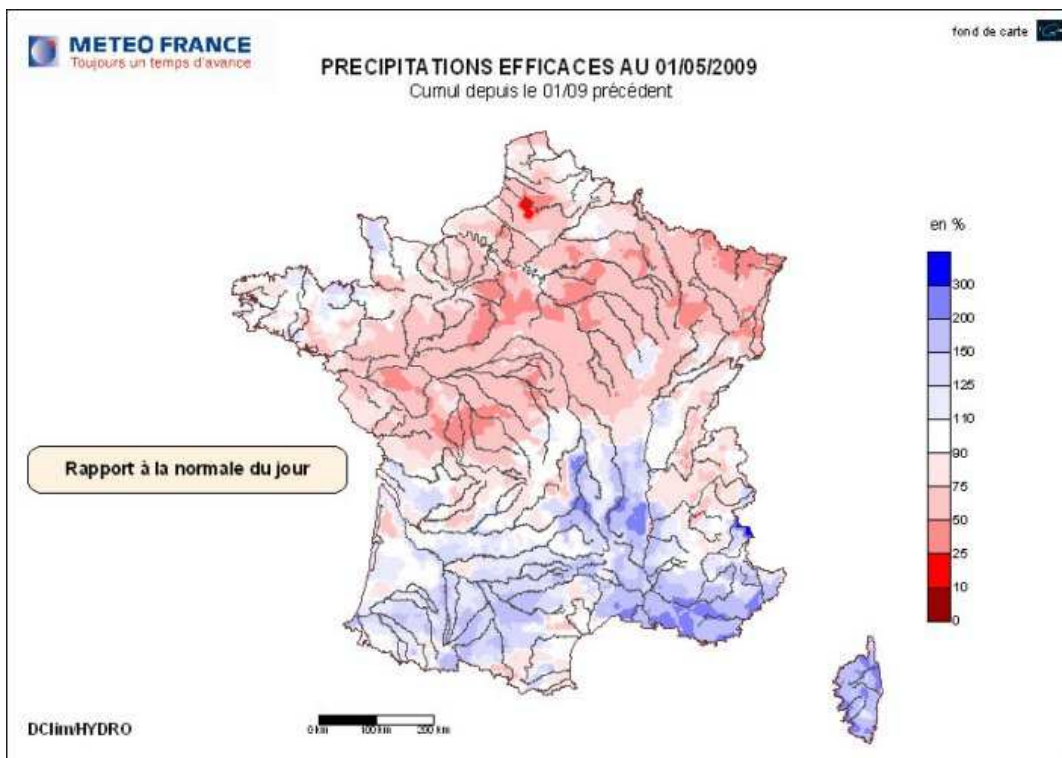 METEO FRANCE
Toujours un temps d'avance
fond de carte
PRECIPITATIONS EFFICACES AU 01/05/2009
Cumul depuis le 01/09 précédent
en %
300
200
150
125
110
90
75
50
25
10
0
Rapport à la normale du jour
DClim/HYDRO
0 km 100 km 200 km